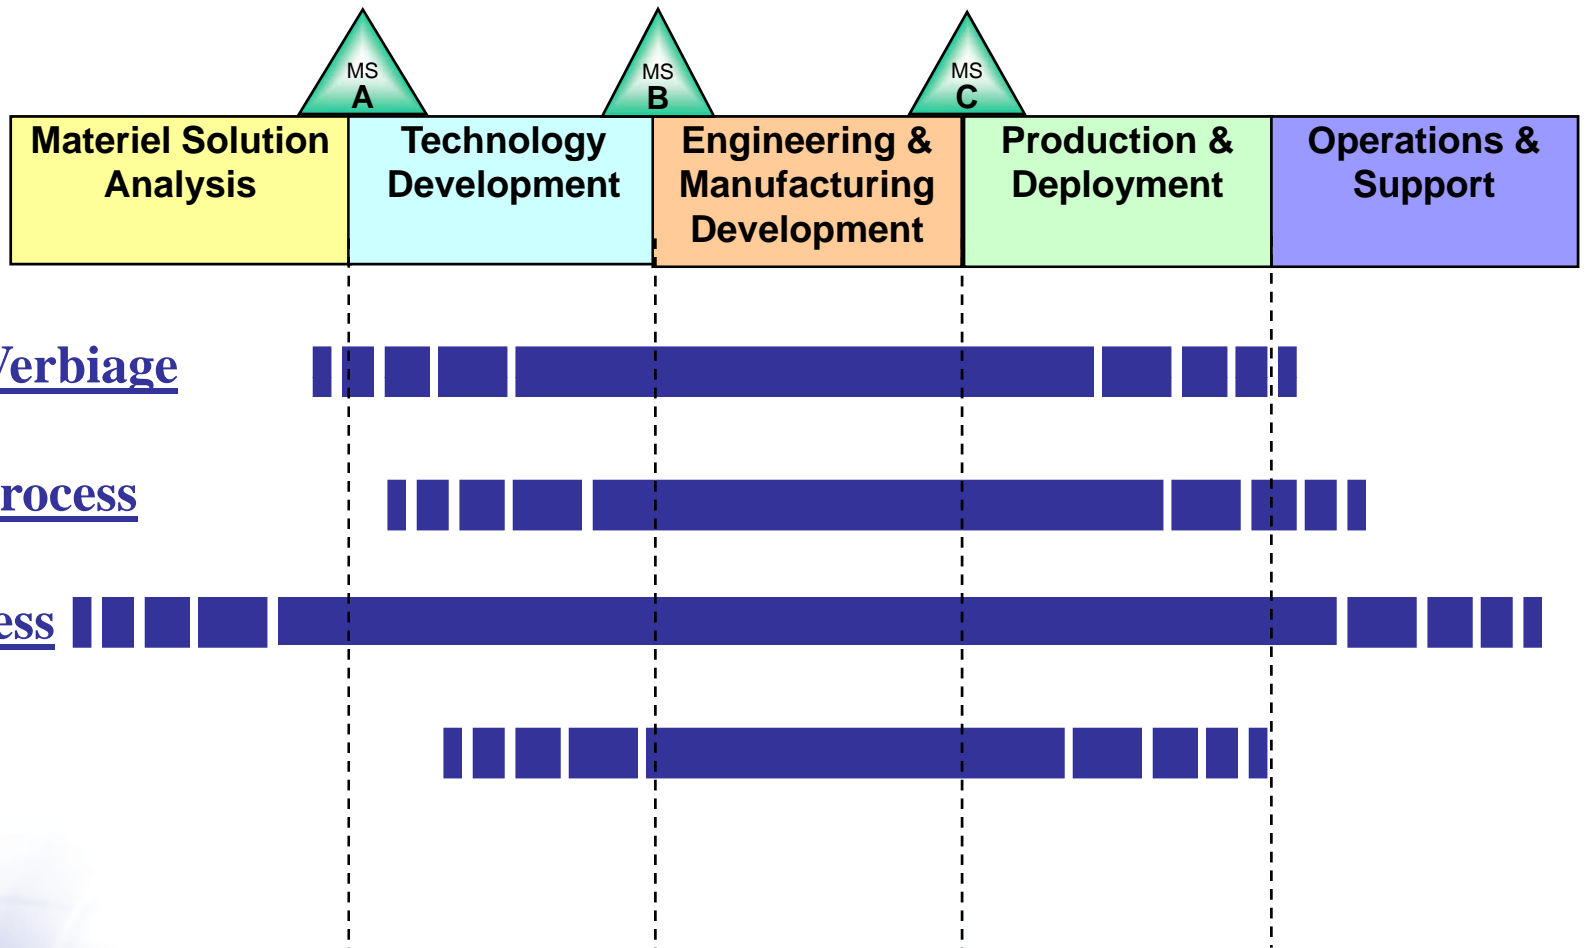 MS
A
MS
B
MS
C
Materiel Solution
Analysis
Technology
Development
Engineering &
Manufacturing
Development
Production &
Deployment
Operations &
Support
Verbiage
rocess
ess